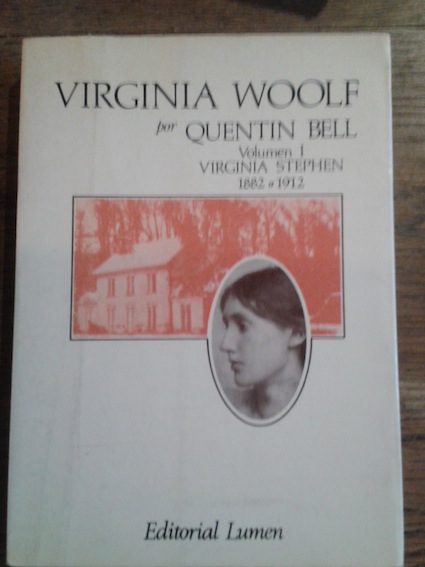 VIRGINIA WOOLF
por QUENTIN BELL
Volumen 1
VIRGINIA STEPHEN
1882 a 1912
Editorial Lumen